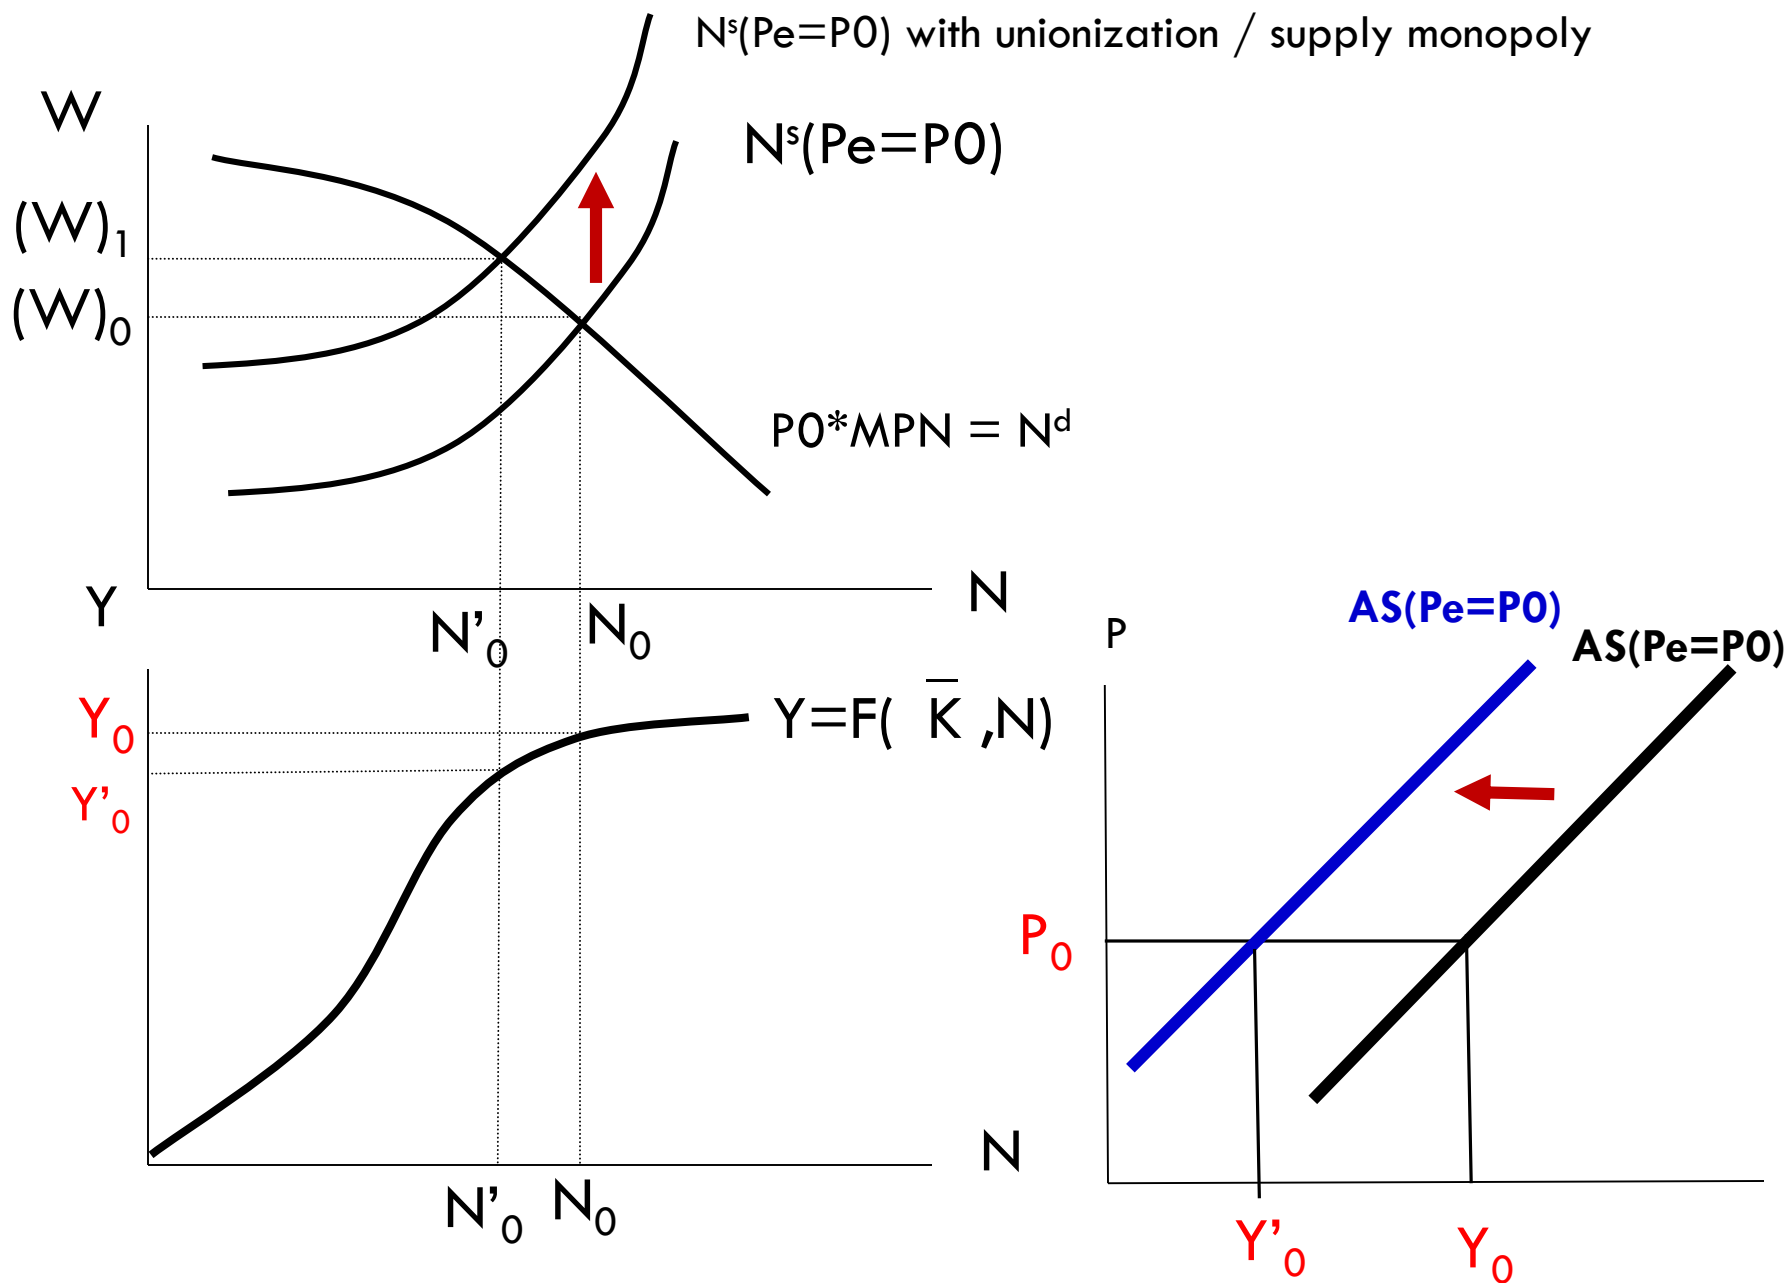 Nˢ(Pe=P0) with unionization / supply monopoly
W
Nˢ(Pe=P0)
(W)₁
(W)₀
P0*MPN = Nᵈ
N
Y
N’₀
N₀
AS(Pe=P0)
P
AS(Pe=P0)
Y₀
Y=F( K̅ ,N)
Y’₀
P₀
N
N’₀ N₀
Y’₀
Y₀